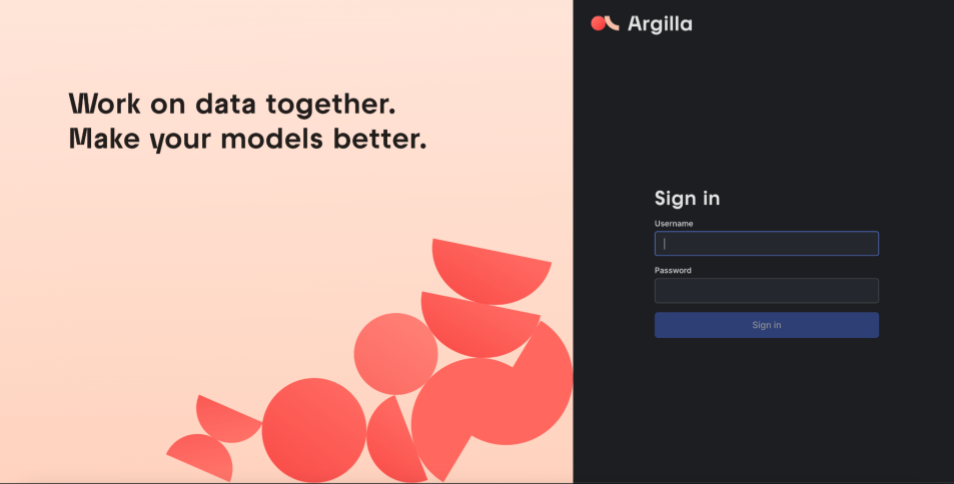 Argilla
Work on data together.
Make your models better.
Sign in
Username
Password
Sign in